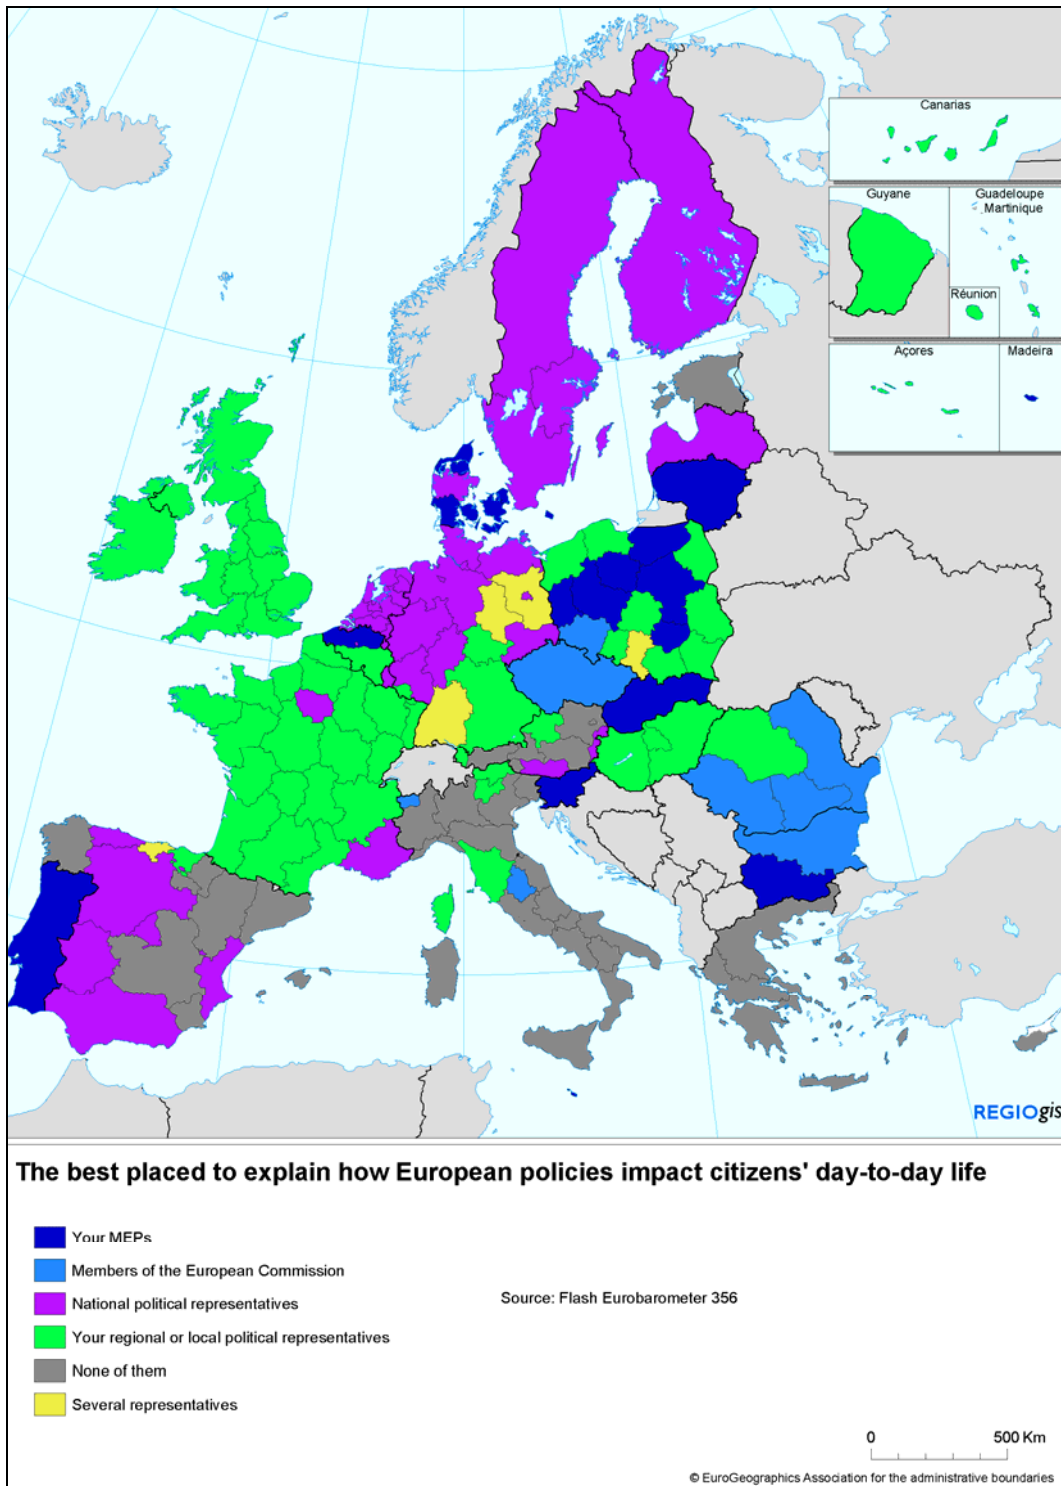 Canarias
Guyane
Guadeloupe
Martinique
Réunion
Açores
Madeira
REGIOgis
The best placed to explain how European policies impact citizens' day-to-day life
Your MEPs
Members of the European Commission
National political representatives
Source: Flash Eurobarometer 356
Your regional or local political representatives
None of them
Several representatives
0 500 Km
© EuroGeographics Association for the administrative boundaries